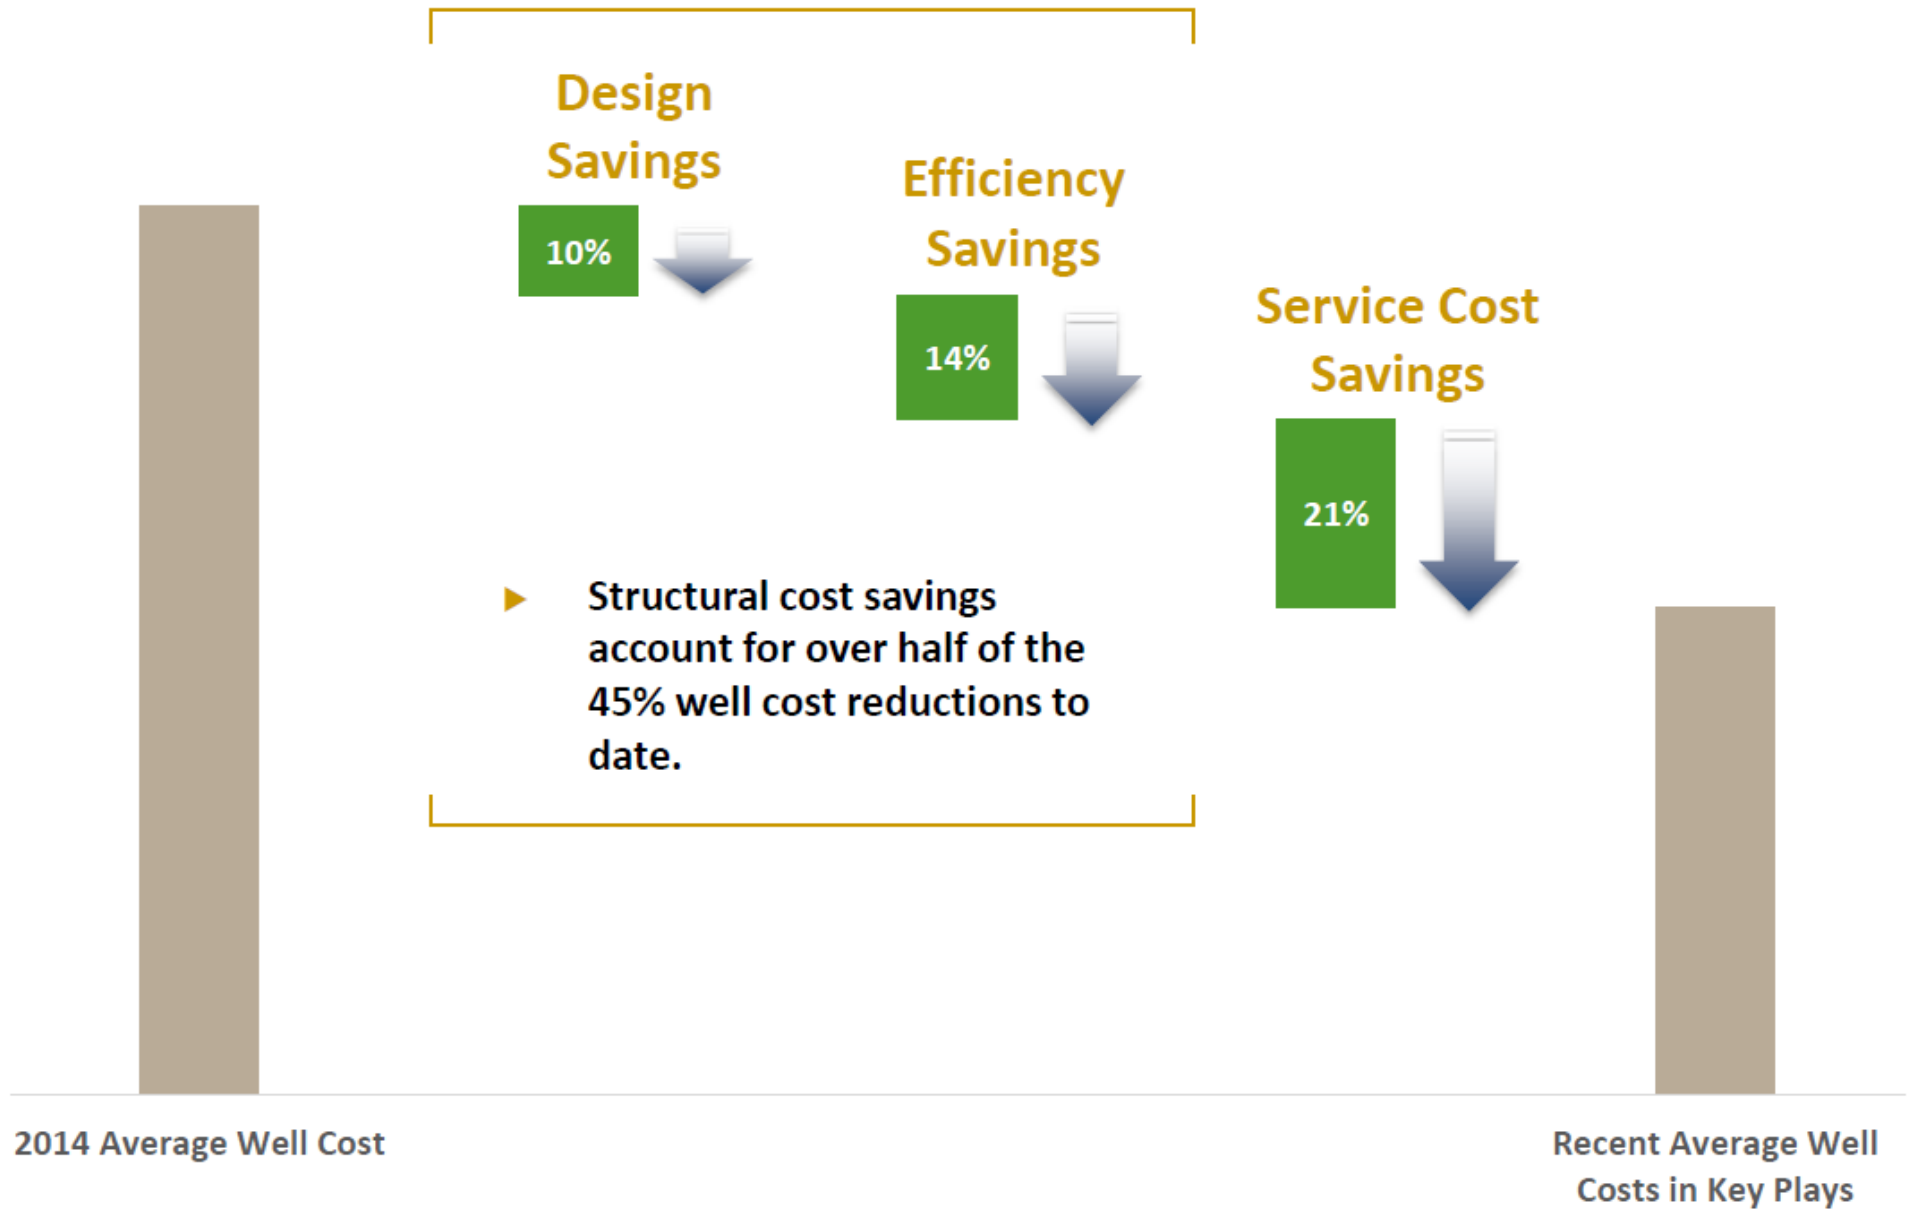 Design
Savings
10%
Efficiency
Savings
14%
Service Cost
Savings
21%
Structural cost savings
account for over half of the
45% well cost reductions to
date.
2014 Average Well Cost
Recent Average Well
Costs in Key Plays